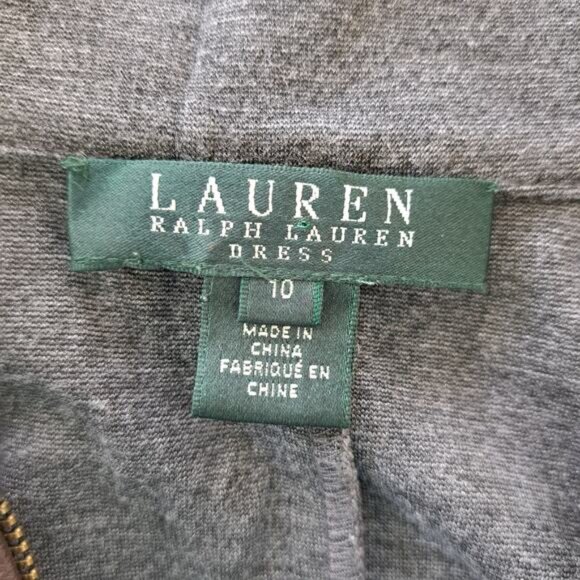 LAUREN
RALPH LAUREN
DRESS
10
MADE IN
CHINA
FABRIQUÉ EN
CHINE